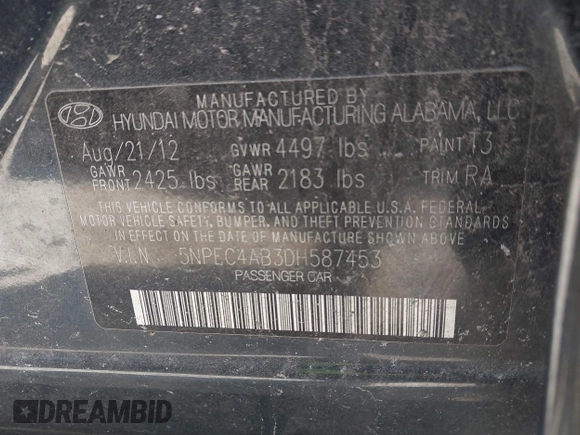 MANUFACTURED BY
HYUNDAI MOTOR MANUFACTURING ALABAMA, LLC
Aug/21/12 GVWR 4497 lbs PAINT T3
GAWR FRONT 2425 lbs GAWR REAR 2183 lbs TRIM RA
THIS VEHICLE CONFORMS TO ALL APPLICABLE U.S.A. FEDERAL
MOTOR VEHICLE SAFETY, BUMPER, AND THEFT PREVENTION STANDARDS
IN EFFECT ON THE DATE OF MANUFACTURE SHOWN ABOVE.
V.I.N. 5NPEC4AB3DH587453
PASSENGER CAR
DREAMBID